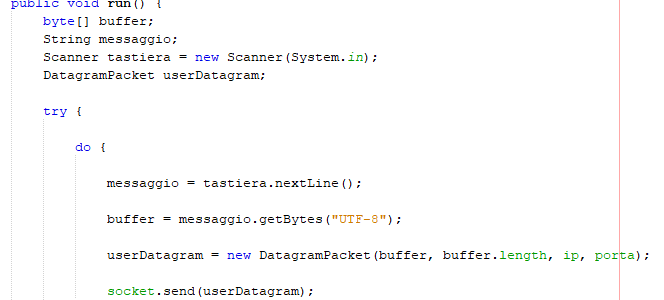 public void run() {
byte[] buffer;
String messaggio;
Scanner tastiera = new Scanner(System.in);
DatagramPacket userDatagram;
try {
do {
messaggio = tastiera.nextLine();
buffer = messaggio.getBytes("UTF-8");
userDatagram = new DatagramPacket(buffer, buffer.length, ip, porta);
socket.send(userDatagram);